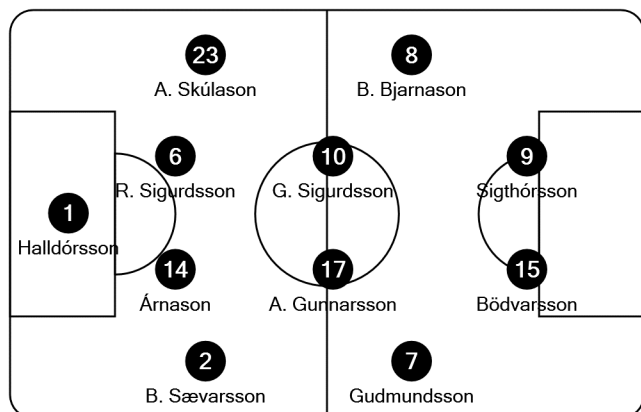 23
A. Skúlason
8
B. Bjarnason
6
R. Sigurdsson
10
G. Sigurdsson
9
Sigthórsson
1
Halldórsson
14
Árnason
17
A. Gunnarsson
15
Bödvarsson
2
B. Sævarsson
7
Gudmundsson